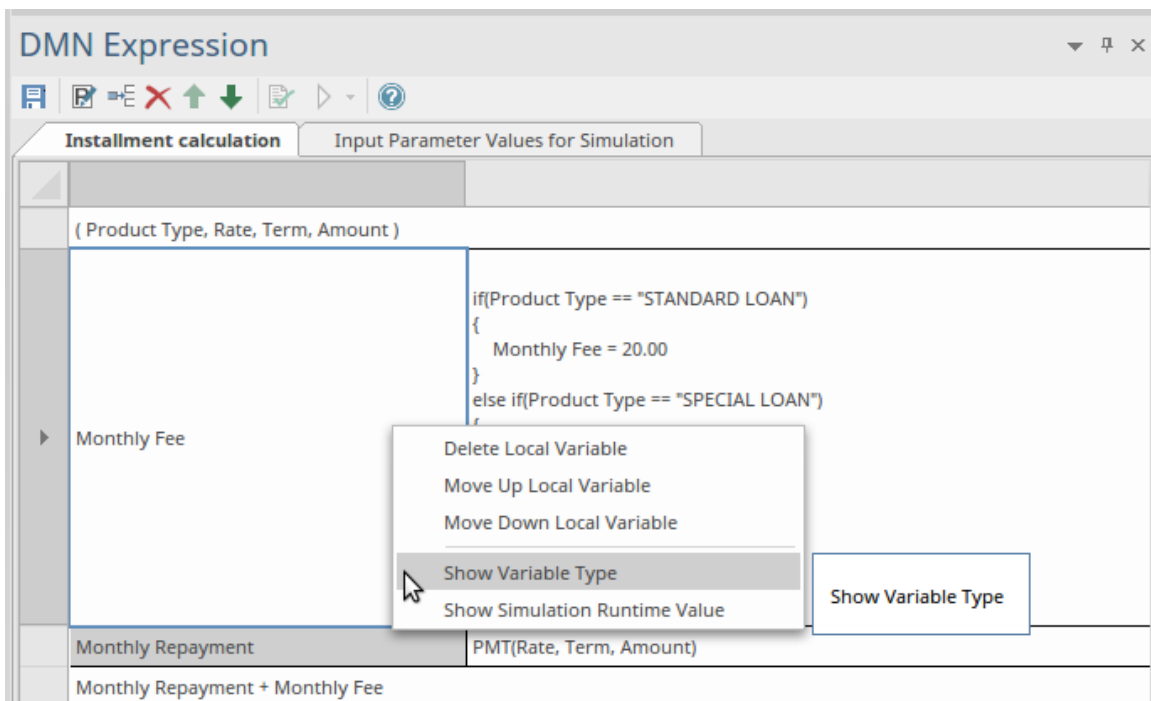 DMN Expression
Installment calculation
Input Parameter Values for Simulation
( Product Type, Rate, Term, Amount )
Monthly Fee
if(Product Type == "STANDARD LOAN")
{
Monthly Fee = 20.00
}
else if(Product Type == "SPECIAL LOAN")
{
Delete Local Variable
Move Up Local Variable
Move Down Local Variable
Show Variable Type
Show Simulation Runtime Value
Show Variable Type
Monthly Repayment
PMT(Rate, Term, Amount)
Monthly Repayment + Monthly Fee